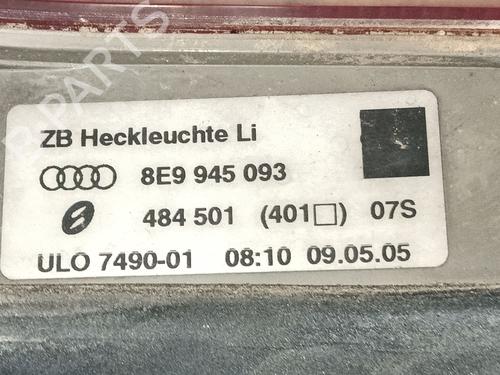 ZB Heckleuchte Li
8E9 945 093
484 501 (401□) 07S
ULO 7490-01 08:10 09.05.05